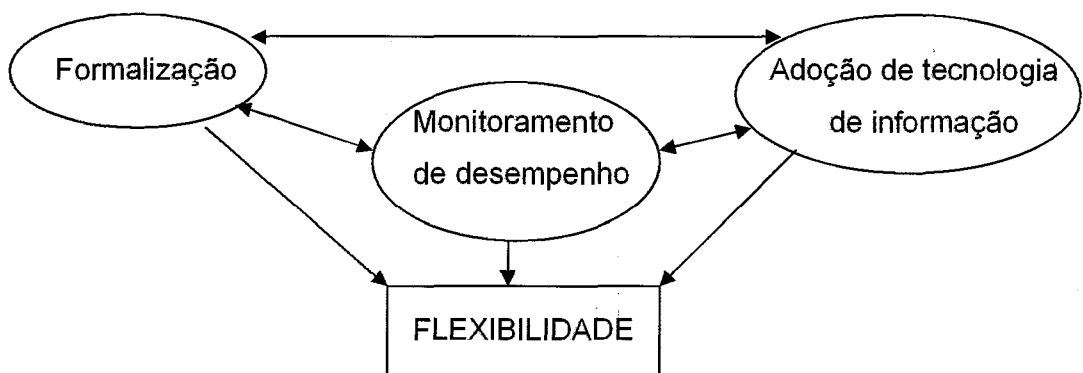 Formalização
Adoção de tecnologia
de informação
Monitoramento
de desempenho
FLEXIBILIDADE